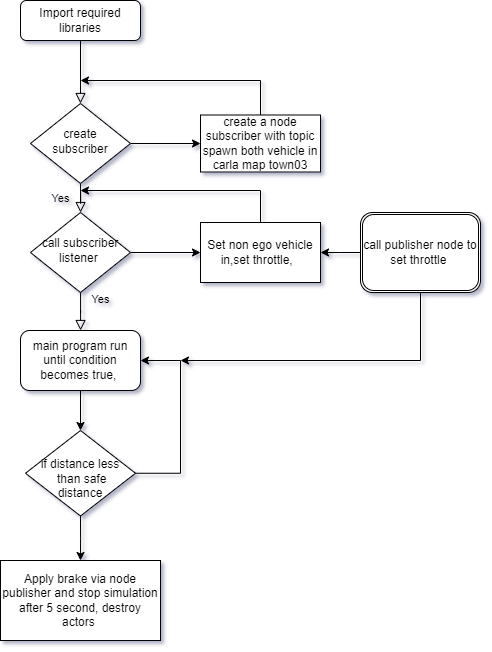 Import required
libraries
create
subscriber
create a node
subscriber with topic
spawn both vehicle in
carla map town03
Yes
call subscriber
listener
Set non ego vehicle
in,set throttle,
call publisher node to
set throttle
Yes
main program run
until condition
becomes true,
if distance less
than safe
distance
Apply brake via node
publisher and stop simulation
after 5 second, destroy
actors